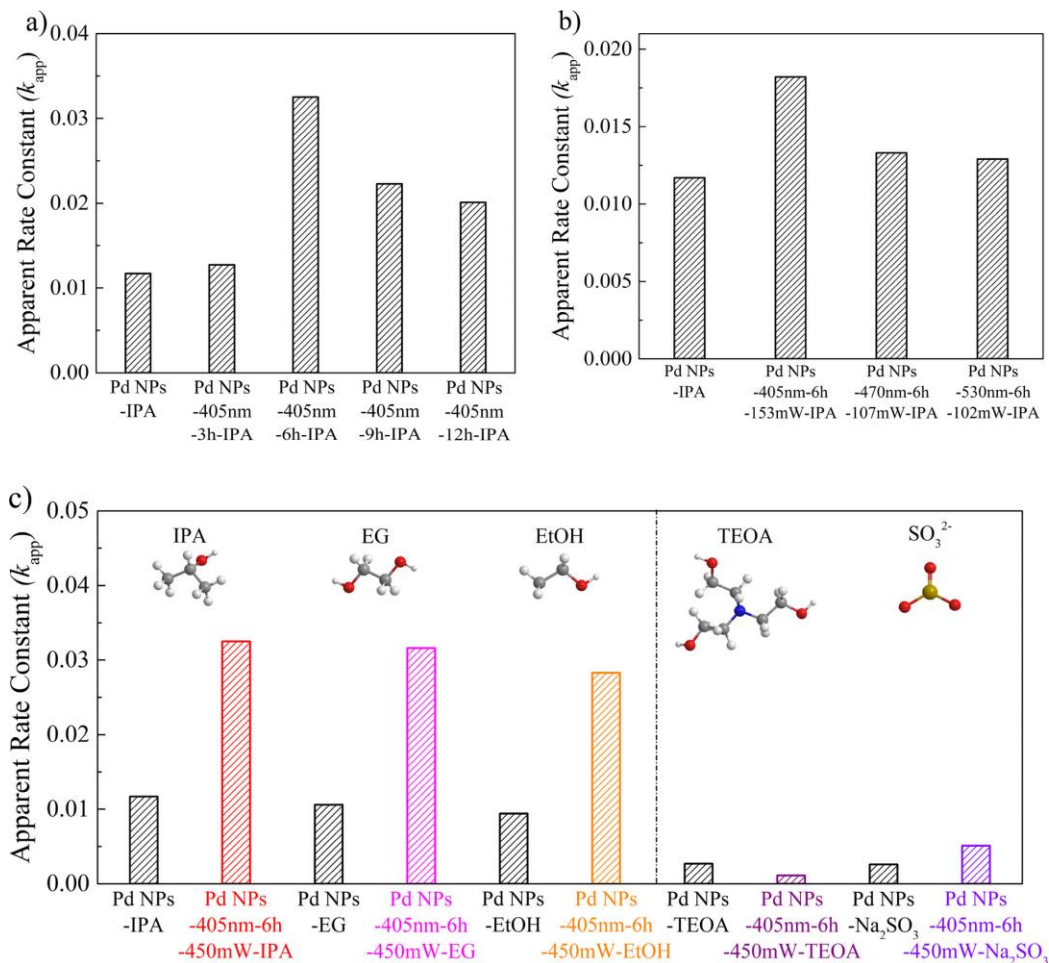 a)
Apparent Rate Constant (k_app)
0.04
0.03
0.02
0.01
0.00
Pd NPs Pd NPs Pd NPs Pd NPs Pd NPs
-IPA -405nm -405nm -405nm -405nm
-3h-IPA -6h-IPA -9h-IPA -12h-IPA
b)
Apparent Rate Constant (k_app)
0.020
0.015
0.010
0.005
0.000
Pd NPs Pd NPs Pd NPs Pd NPs
-IPA -405nm-6h -470nm-6h -530nm-6h
-153mW-IPA -107mW-IPA -102mW-IPA
c)
Apparent Rate Constant (k_app)
0.05
0.04
0.03
0.02
0.01
0.00
IPA EG EtOH TEOA SO₃²⁻
Pd NPs Pd NPs Pd NPs Pd NPs Pd NPs Pd NPs Pd NPs Pd NPs Pd NPs Pd NPs
-IPA -405nm-6h -EG -405nm-6h -EtOH -405nm-6h -TEOA -405nm-6h -Na₂SO₃ -405nm-6h
-450mW-IPA -450mW-EG -450mW-EtOH -450mW-TEOA -450mW-Na₂SO₃